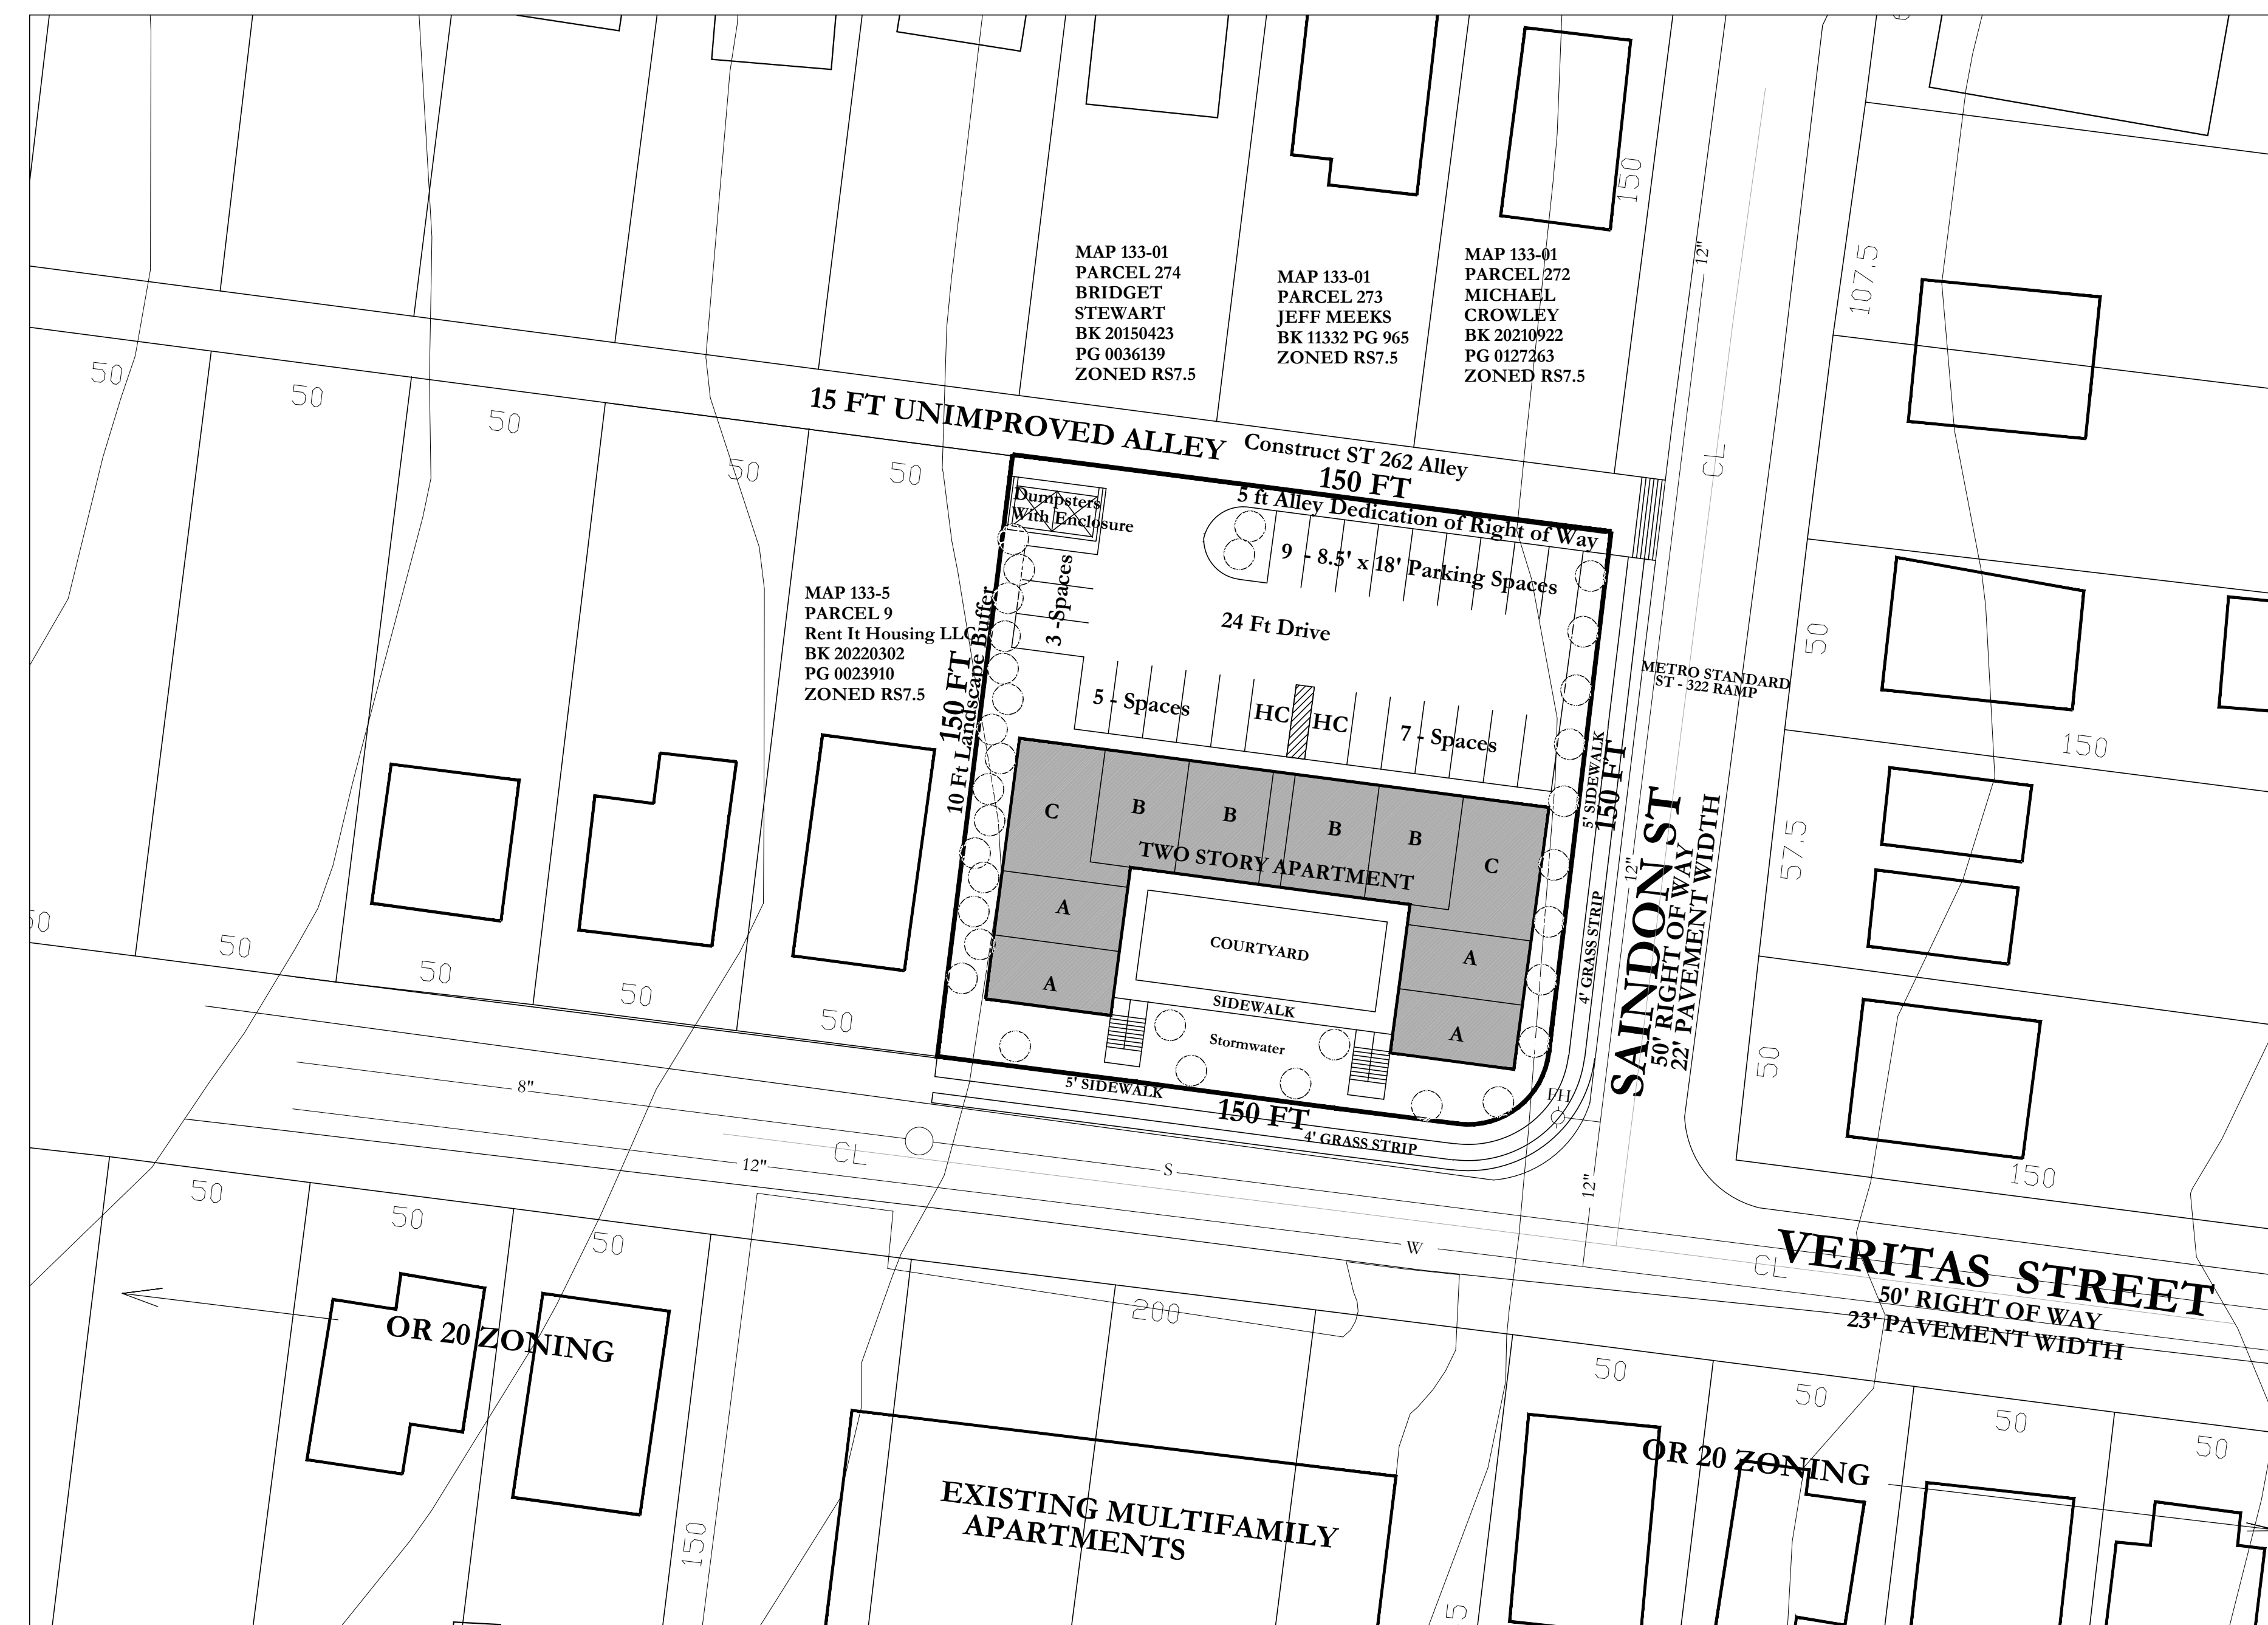 150
12"
107.5
CL
MAP 133-01
PARCEL 274
BRIDGET
STEWART
BK 20150423
PG 0036139
ZONED RS7.5
MAP 133-01
PARCEL 273
JEFF MEEKS
BK 11332 PG 965
ZONED RS7.5
MAP 133-01
PARCEL 272
MICHAEL
CROWLEY
BK 20210922
PG 0127263
ZONED RS7.5
50
50
50
50
50
15 FT UNIMPROVED ALLEY
Construct ST 262 Alley
150 FT
5 ft Alley Dedication of Right of Way
Dumpsters
With Enclosure
9 - 8.5' x 18' Parking Spaces
3 -Spaces
24 Ft Drive
MAP 133-5
PARCEL 9
Rent It Housing LLC
BK 20220302
PG 0023910
ZONED RS7.5
150 FT
10 Ft Landscape Buffer
5 - Spaces
HC
HC
7 - Spaces
METRO STANDARD
ST - 322 RAMP
50
150
57.5
50
150
5' SIDEWALK
150 FT
12"
4' GRASS STRIP
SAINDON ST
50' RIGHT OF WAY
22' PAVEMENT WIDTH
C
B
B
B
B
C
TWO STORY APARTMENT
A
A
A
A
COURTYARD
SIDEWALK
Stormwater
5' SIDEWALK
150 FT
4' GRASS STRIP
FH
12"
50
50
50
50
8"
CL
12"
S
W
CL
VERITAS STREET
50' RIGHT OF WAY
23' PAVEMENT WIDTH
50
50
50
200
50
50
50
50
OR 20 ZONING
OR 20 ZONING
EXISTING MULTIFAMILY
APARTMENTS
150